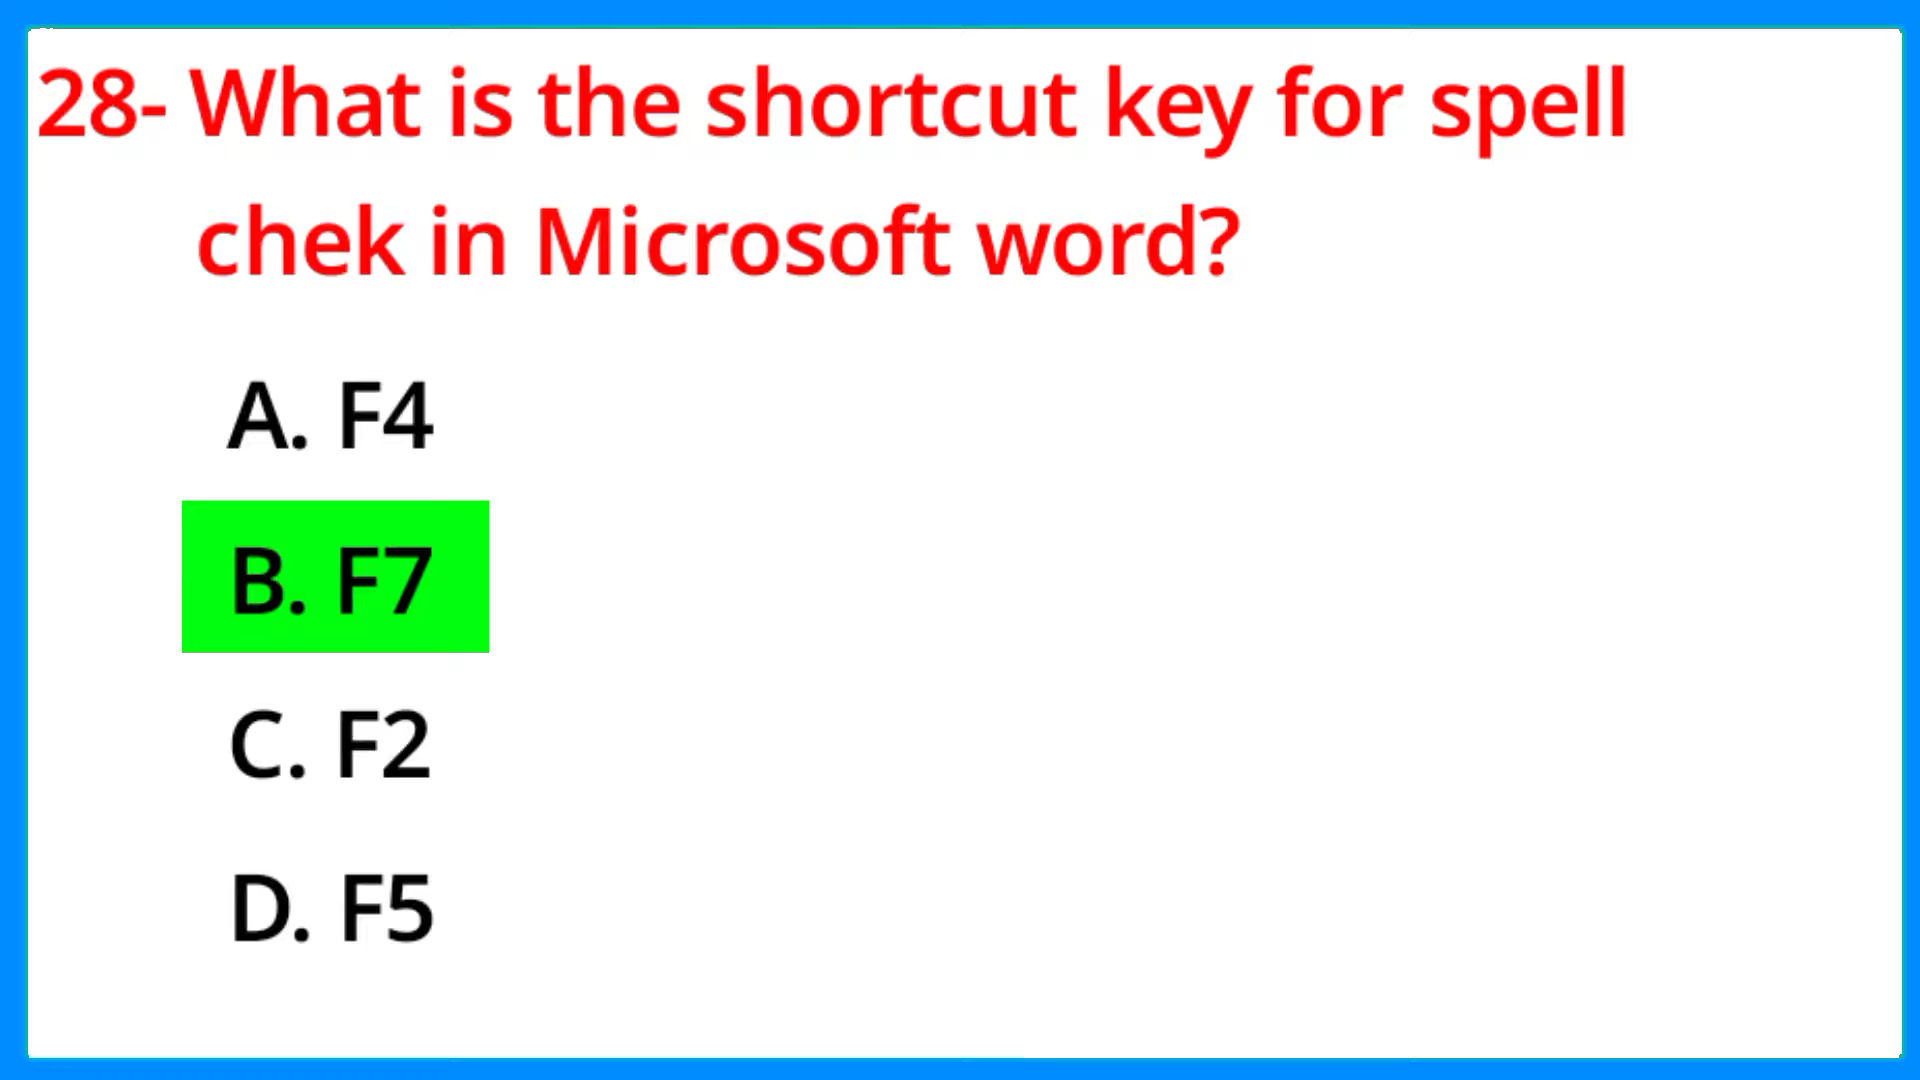 28- What is the shortcut key for spell
chek in Microsoft word?
A. F4
B. F7
C. F2
D. F5